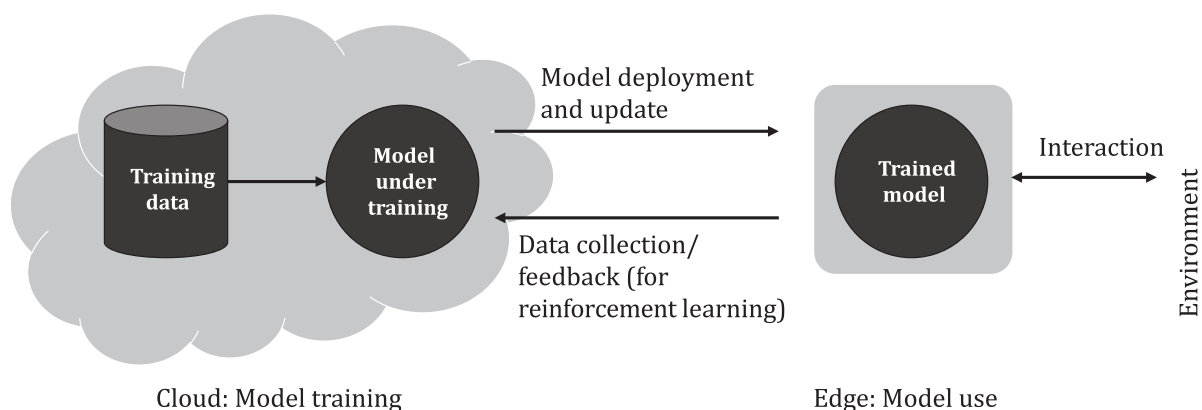 Training
data
Model
under
training
Model deployment
and update
Data collection/
feedback (for
reinforcement learning)
Trained
model
Interaction
Environment
Cloud: Model training
Edge: Model use